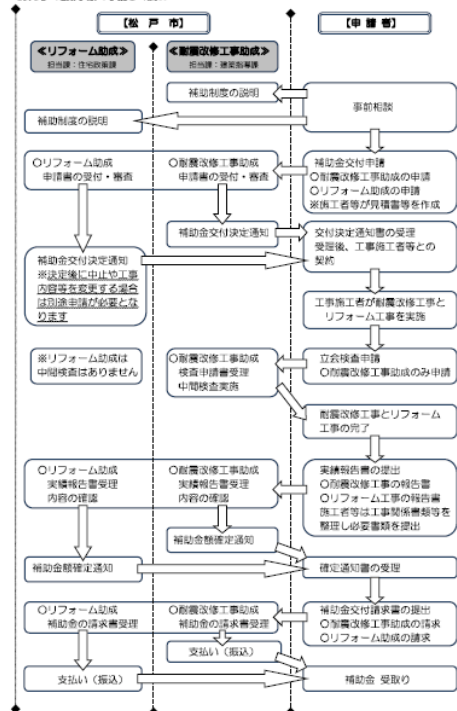 【松 戸 市】
【申 請 者】
≪リフォーム助成≫
担当課：住宅政策課
≪耐震改修工事助成≫
担当課：建築指導課
補助制度の説明
事前相談
補助制度の説明
〇リフォーム助成
申請書の受付・審査
〇耐震改修工事助成
申請書の受付・審査
補助金交付申請
〇耐震改修工事助成の申請
〇リフォーム助成の申請
※施工者等が見積書等を作成
補助金交付決定通知
交付決定通知書の受理
受理後、工事施工者等との
契約
補助金交付決定通知
※決定後に中止や工事
内容等を変更する場合
は別途申請が必要とな
ります
工事施工者が耐震改修工事と
リフォーム工事を実施
※リフォーム助成は
中間検査はありません
〇耐震改修工事助成
検査申請書受理
中間検査実施
立会検査申請
〇耐震改修工事助成のみ申請
耐震改修工事とリフォーム
工事の完了
〇リフォーム助成
実績報告書受理
内容の確認
〇耐震改修工事助成
実績報告書受理
内容の確認
実績報告書の提出
〇耐震改修工事の報告書
〇リフォーム工事の報告書
施工者等は工事関係書類等を
整理し必要書類を提出
補助金額確定通知
補助金額確定通知
確定通知書の受理
〇リフォーム助成
補助金の請求書受理
〇耐震改修工事助成
補助金の請求書受理
補助金交付請求書の提出
〇耐震改修工事助成の請求
〇リフォーム助成の請求
支払い（振込）
支払い（振込）
補助金 受取り